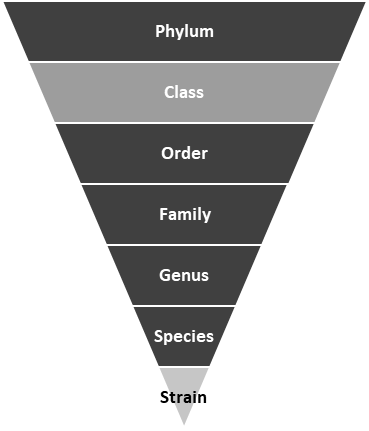 Phylum
Class
Order
Family
Genus
Species
Strain